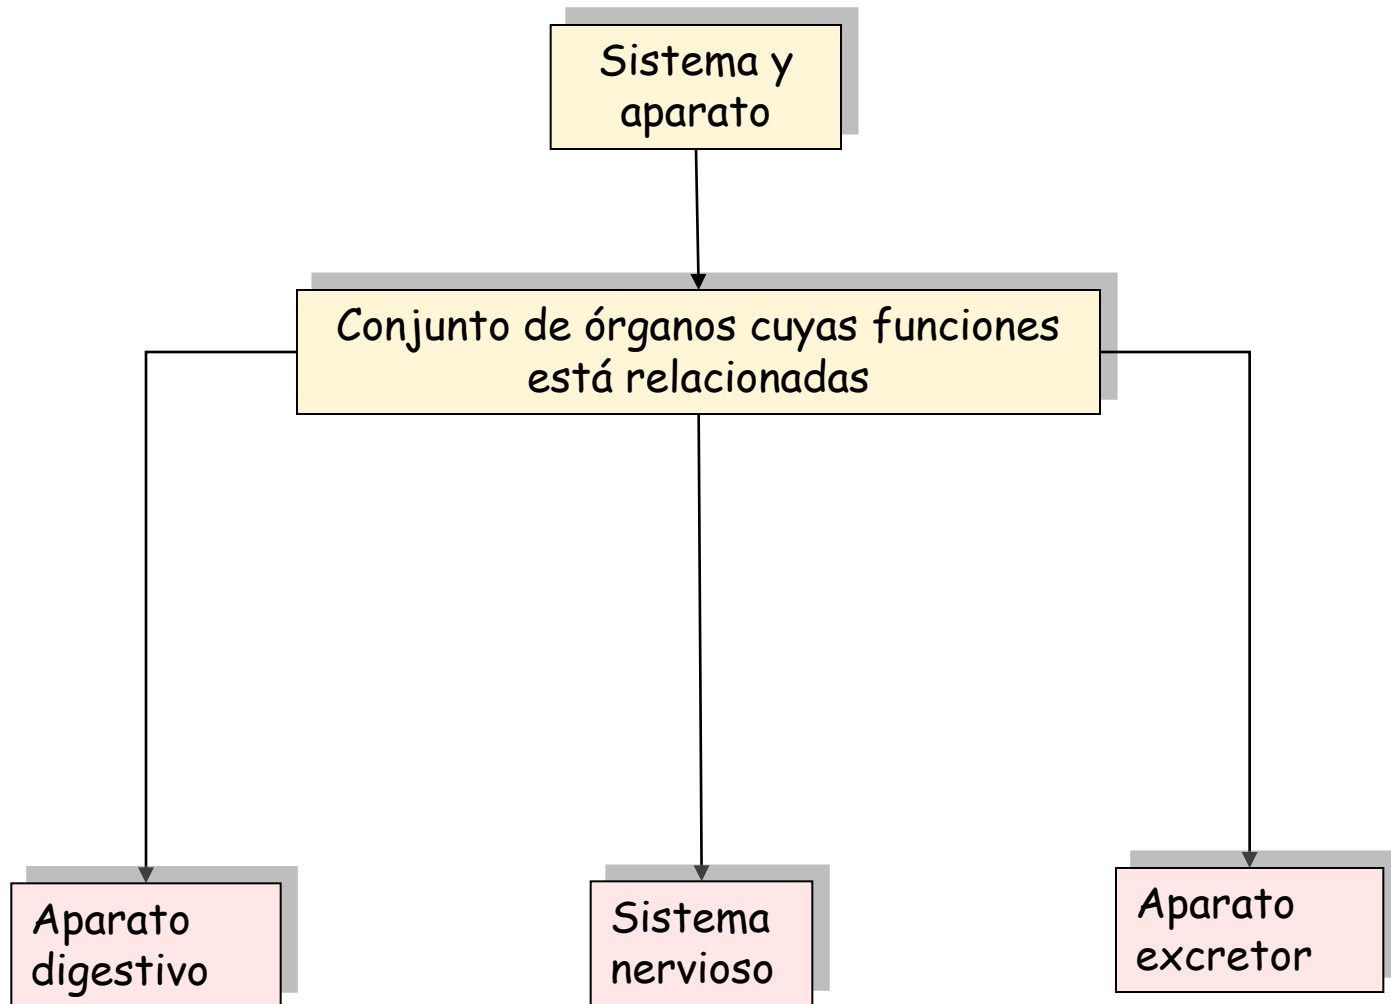 Sistema y
aparato
Conjunto de órganos cuyas funciones
está relacionadas
Aparato
digestivo
Sistema
nervioso
Aparato
excretor